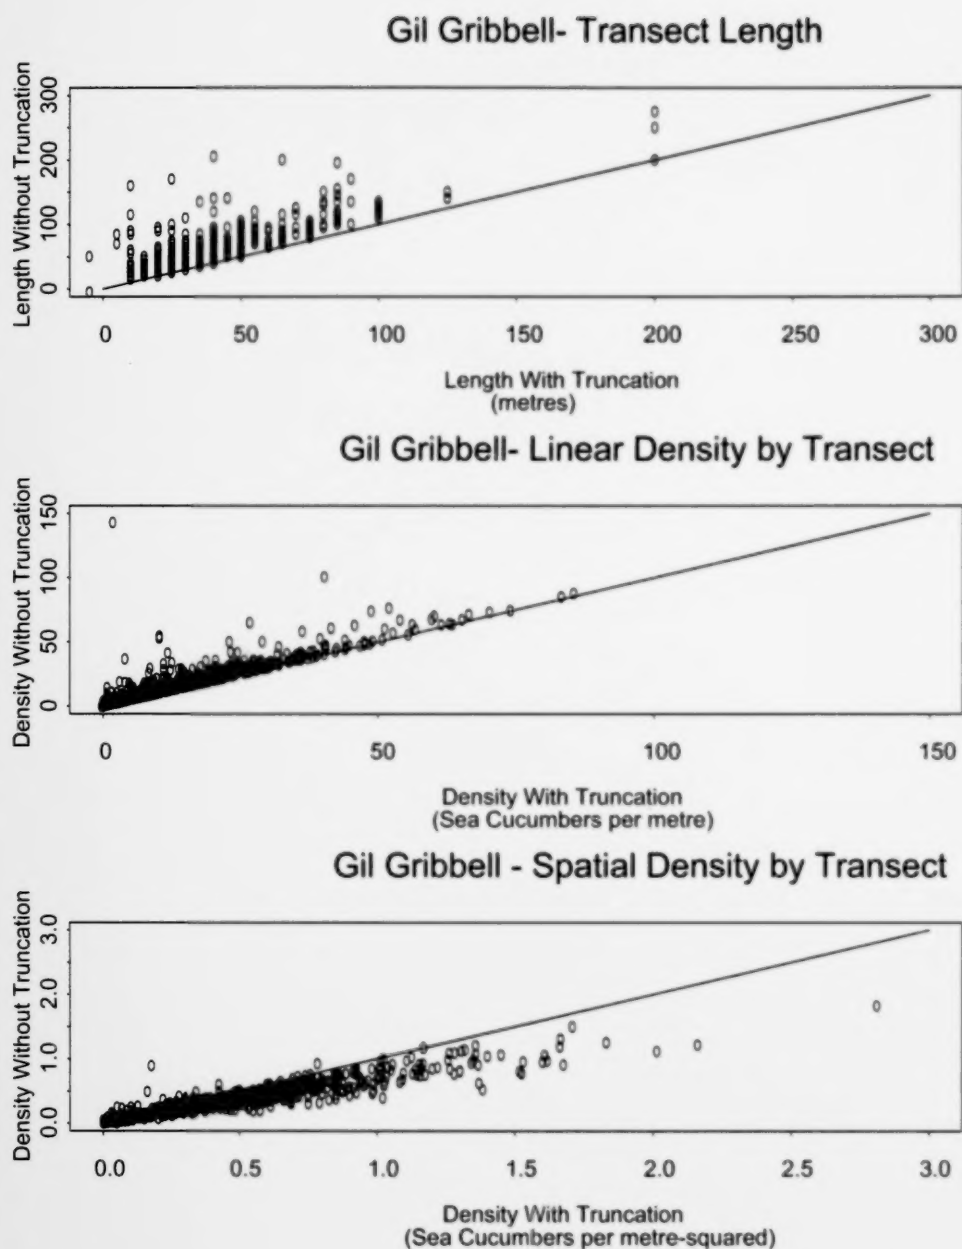 Gil Gribbell- Transect Length
Length Without Truncation
300
200
100
0
0 50 100 150 200 250 300
Length With Truncation
(metres)
Gil Gribbell- Linear Density by Transect
Density Without Truncation
150
100
50
0
0 50 100 150
Density With Truncation
(Sea Cucumbers per metre)
Gil Gribbell - Spatial Density by Transect
Density Without Truncation
3.0
2.0
1.0
0.0
0.0 0.5 1.0 1.5 2.0 2.5 3.0
Density With Truncation
(Sea Cucumbers per metre-squared)